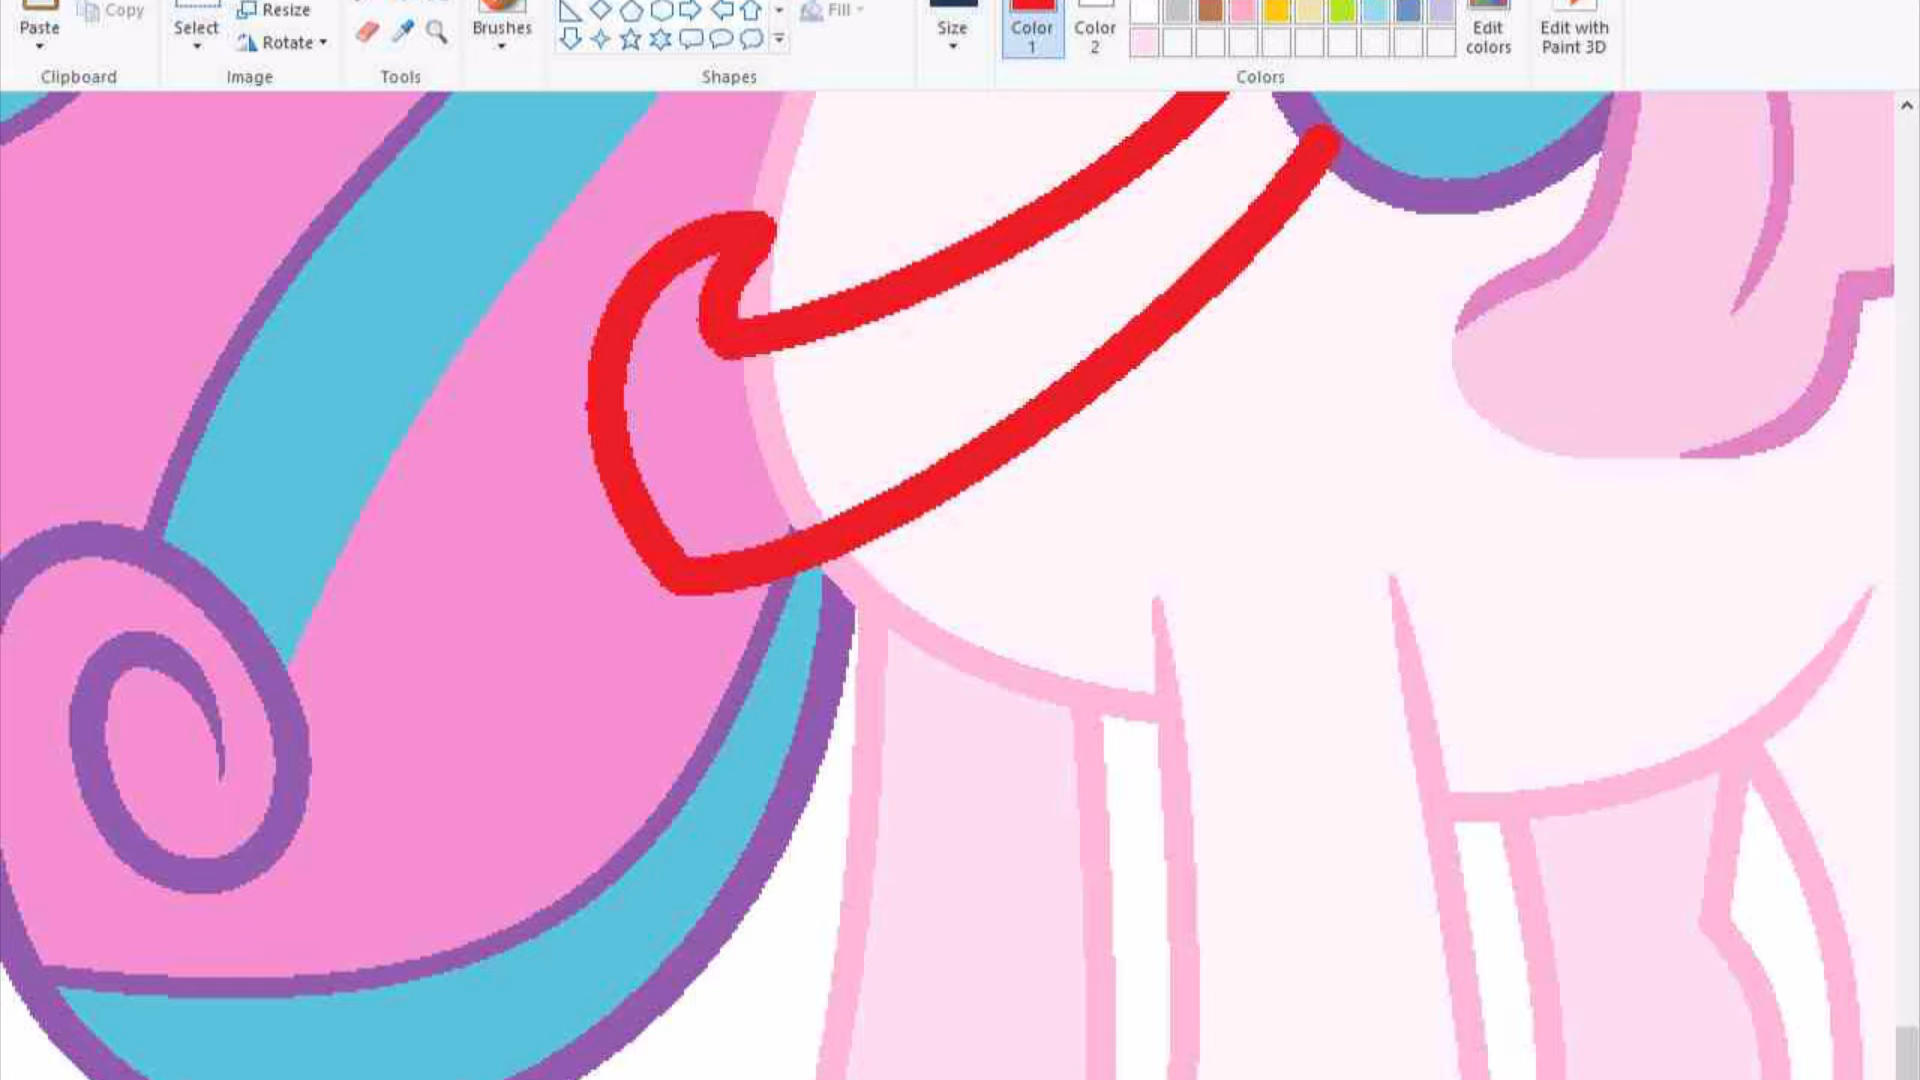 Paste
Copy
Clipboard
Select
Resize
Rotate
Image
Tools
Brushes
Shapes
Fill
Size
Color
1
Color
2
Colors
Edit
colors
Edit with
Paint 3D